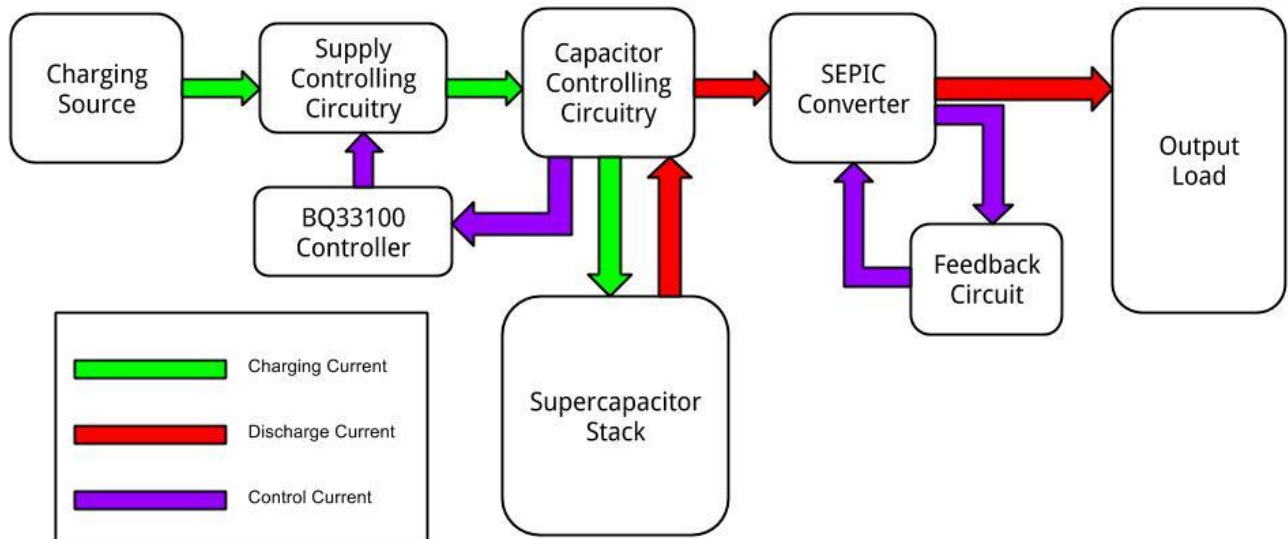 Charging
Source
Supply
Controlling
Circuitry
Capacitor
Controlling
Circuitry
SEPIC
Converter
Output
Load
BQ33100
Controller
Feedback
Circuit
Supercapacitor
Stack
Charging Current
Discharge Current
Control Current